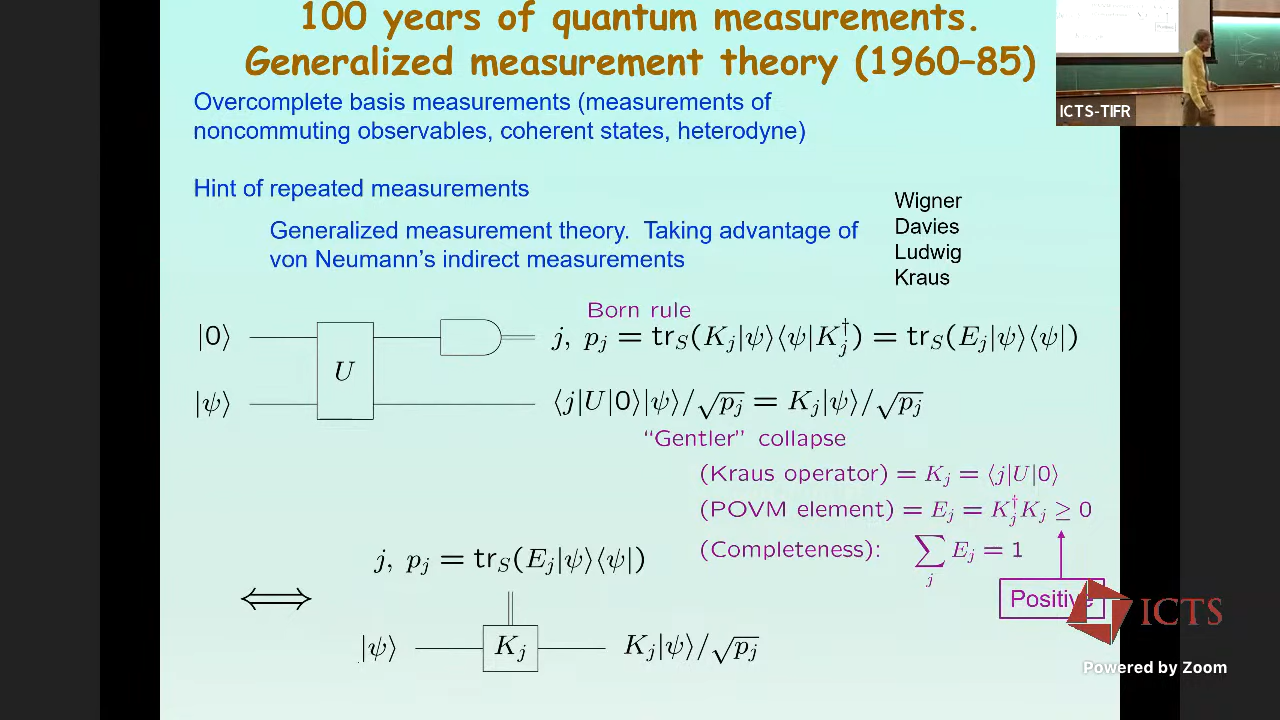 100 years of quantum measurements.
Generalized measurement theory (1960–85)
ICTS-TIFR
Overcomplete basis measurements (measurements of
noncommuting observables, coherent states, heterodyne)
Hint of repeated measurements
Generalized measurement theory. Taking advantage of
von Neumann's indirect measurements
Wigner
Davies
Ludwig
Kraus
Born rule
|0⟩ U j, p_j = tr_S(K_j|ψ⟩⟨ψ|K_j^†) = tr_S(E_j|ψ⟩⟨ψ|)
|ψ⟩ ⟨j|U|0⟩|ψ⟩/√p_j = K_j|ψ⟩/√p_j
“Gentler” collapse
(Kraus operator) = K_j = ⟨j|U|0⟩
(POVM element) = E_j = K_j^†K_j ≥ 0
(Completeness): ∑_j E_j = 1
Positive
j, p_j = tr_S(E_j|ψ⟩⟨ψ|)
⟺
|ψ⟩ K_j K_j|ψ⟩/√p_j
ICTS
Powered by Zoom